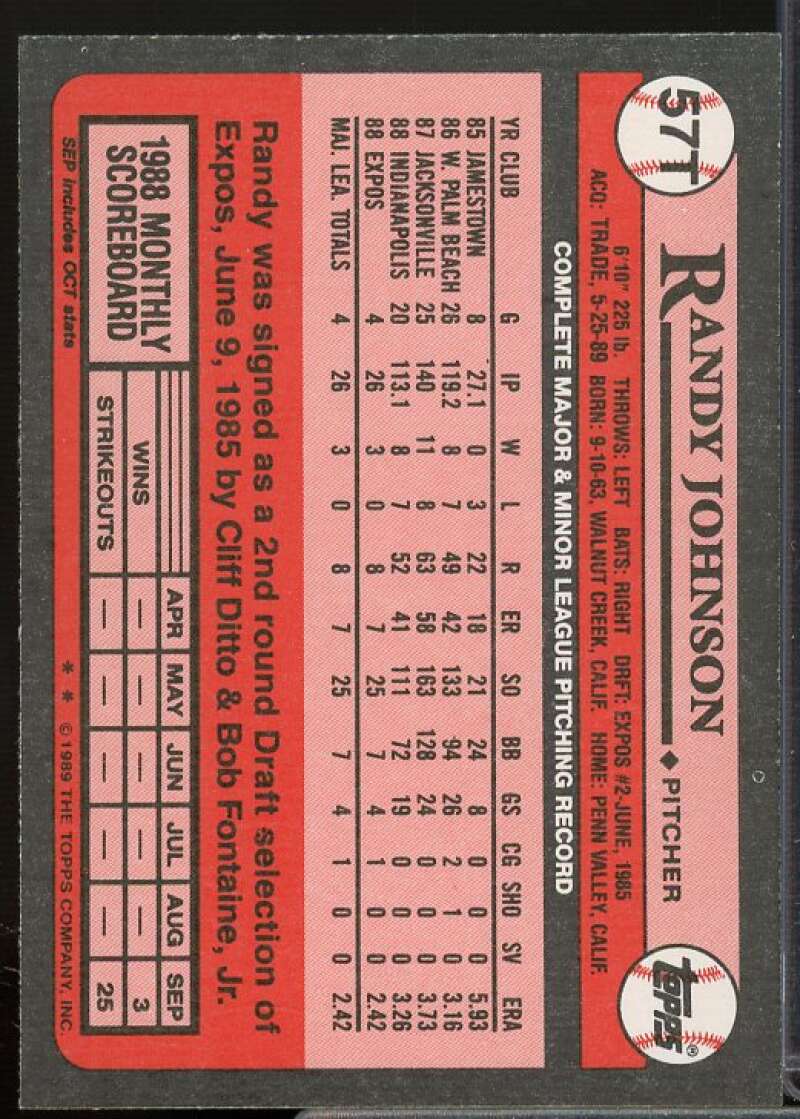 57T
RANDY JOHNSON ◆ PITCHER
topps®
6'10" 225 lb. THROWS: LEFT BATS: RIGHT DRFT: EXPOS #2-JUNE, 1985
ACQ: TRADE, 5-25-89 BORN: 9-10-63, WALNUT CREEK, CALIF. HOME: PENN VALLEY, CALIF.
COMPLETE MAJOR & MINOR LEAGUE PITCHING RECORD
YR CLUB G IP W L R ER SO BB GS CG SHO SV ERA
85 JAMESTOWN 8 27.1 0 3 22 18 21 24 8 0 0 0 5.93
86 W. PALM BEACH 26 119.2 8 7 49 42 133 94 26 2 1 0 3.16
87 JACKSONVILLE 25 140 11 8 63 58 163 128 24 0 0 0 3.73
88 INDIANAPOLIS 20 113.1 8 7 52 41 111 72 19 0 0 0 3.26
88 EXPOS 4 26 3 0 8 7 25 7 4 1 0 0 2.42
MAJ. LEA. TOTALS 4 26 3 0 8 7 25 7 4 1 0 0 2.42
Randy was signed as a 2nd round Draft selection of
Expos, June 9, 1985 by Cliff Ditto & Bob Fontaine, Jr.
1988 MONTHLY
SCOREBOARD
APR MAY JUN JUL AUG SEP
WINS — — — — — 3
STRIKEOUTS — — — — — 25
SEP includes OCT stats
* * © 1989 THE TOPPS COMPANY, INC.